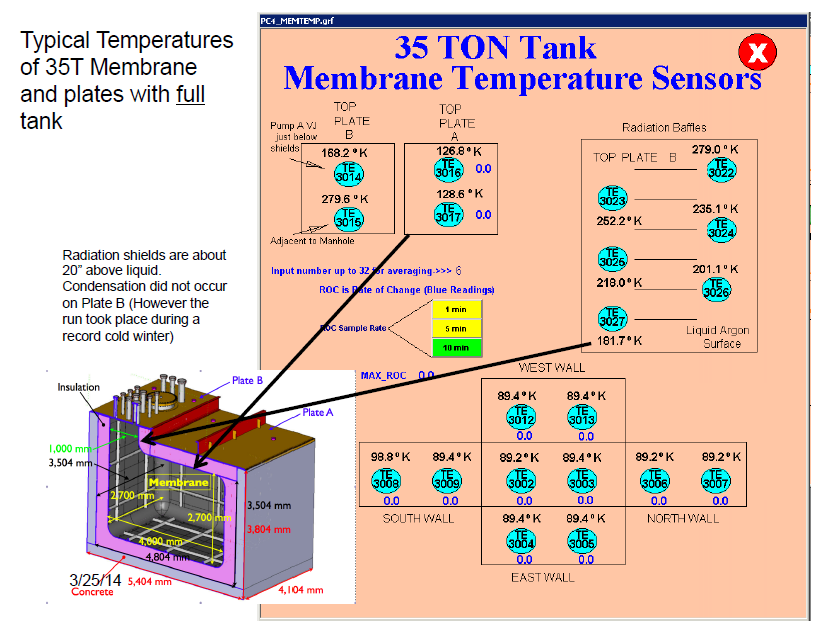 PC4_MEMTEMP.grf
Typical Temperatures
of 35T Membrane
and plates with full
tank
35 TON Tank
Membrane Temperature Sensors
X
TOP
PLATE
B
TOP
PLATE
A
Pump A VJ
just below
shields
168.2 ° K
TE
3014
279.6 ° K
TE
3015
Adjacent to Manhole
126.8 ° K
TE
3016
0.0
128.6 ° K
TE
3017
0.0
Radiation Baffles
TOP PLATE B
279.0 ° K
TE
3022
TE
3023
252.2 ° K
235.1 ° K
TE
3024
TE
3025
218.0 ° K
201.1 ° K
TE
3026
TE
3027
181.7 ° K
Liquid Argon
Surface
Radiation shields are about
20” above liquid.
Condensation did not occur
on Plate B (However the
run took place during a
record cold winter)
Input number up to 32 for averaging->>> 6
ROC is Rate of Change (Blue Readings)
ROC Sample Rate
1 min
5 min
10 min
MAX_ROC 0.0
WEST WALL
89.4 ° K
TE
3012
0.0
89.4 ° K
TE
3013
0.0
98.8 ° K
TE
3008
0.0
89.4 ° K
TE
3009
0.0
89.2 ° K
TE
3002
0.0
89.4 ° K
TE
3003
0.0
89.2 ° K
TE
3006
0.0
89.2 ° K
TE
3007
0.0
SOUTH WALL
NORTH WALL
89.4 ° K
TE
3004
0.0
89.4 ° K
TE
3005
0.0
EAST WALL
Insulation
Plate B
Plate A
1,000 mm
3,504 mm
Membrane
2,700 mm
2,700 mm
3,504 mm
3,804 mm
4,000 mm
4,804 mm
3/25/14
5,404 mm
Concrete
4,104 mm